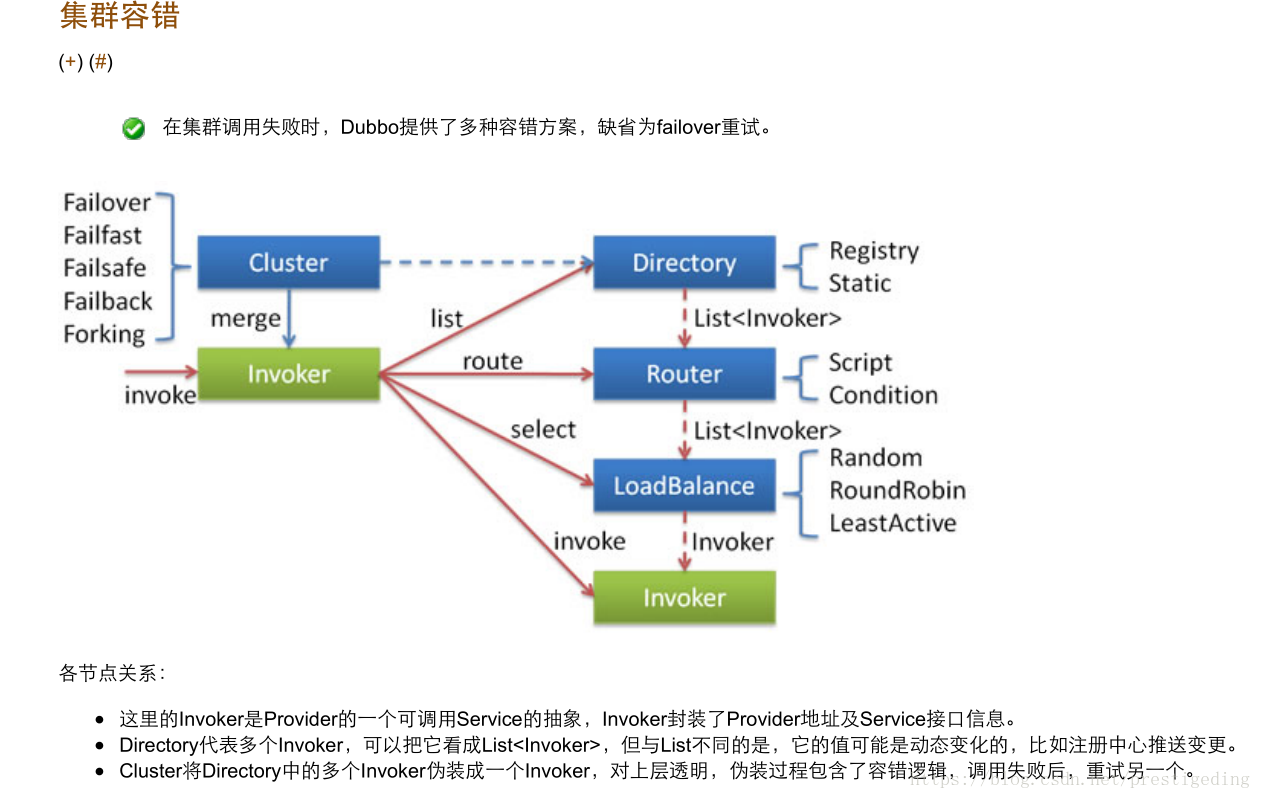 集群容错
(+) (#)
在集群调用失败时，Dubbo提供了多种容错方案，缺省为failover重试。
Failover
Failfast
Failsafe
Failback
Forking
Cluster
merge
invoke
Invoker
list
route
select
invoke
Directory
Registry
Static
List<Invoker>
Router
Script
Condition
List<Invoker>
LoadBalance
Random
RoundRobin
LeastActive
Invoker
Invoker
各节点关系：
这里的Invoker是Provider的一个可调用Service的抽象，Invoker封装了Provider地址及Service接口信息。
Directory代表多个Invoker，可以把它看成List<Invoker>，但与List不同的是，它的值可能是动态变化的，比如注册中心推送变更。
Cluster将Directory中的多个Invoker伪装成一个Invoker，对上层透明，伪装过程包含了容错逻辑，调用失败后，重试另一个。
https://blog.csdn.net/prestigeding